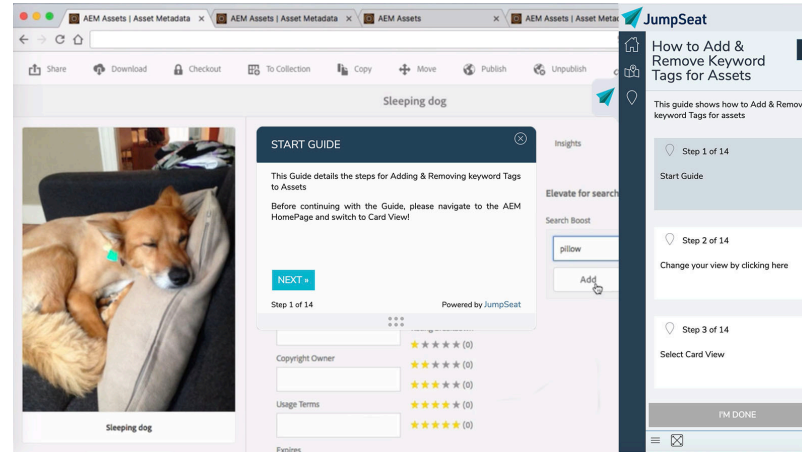 AEM Assets | Asset Metadata ×
AEM Assets | Asset Metadata ×
AEM Assets ×
AEM Assets | Asset Metad
Share
Download
Checkout
To Collection
Copy
Move
Publish
Unpublish
Sleeping dog
Sleeping dog
START GUIDE
This Guide details the steps for Adding & Removing keyword Tags
to Assets
Before continuing with the Guide, please navigate to the AEM
HomePage and switch to Card View!
NEXT »
Step 1 of 14
Powered by JumpSeat
Copyright Owner
Usage Terms
Expires
(0)
(0)
(0)
(0)
(0)
Insights
Elevate for search
Search Boost
pillow
Add
JumpSeat
How to Add &
Remove Keyword
Tags for Assets
This guide shows how to Add & Remov
keyword Tags for assets
Step 1 of 14
Start Guide
Step 2 of 14
Change your view by clicking here
Step 3 of 14
Select Card View
I'M DONE